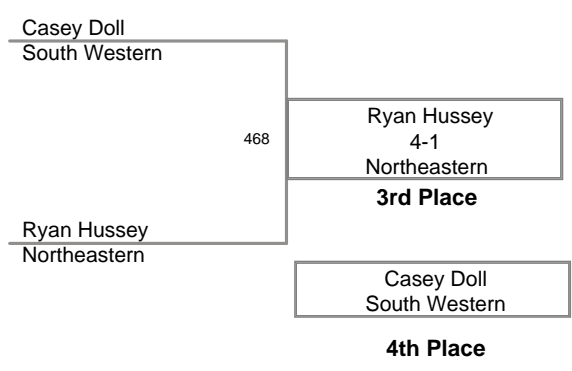 Casey Doll
South Western
468
Ryan Hussey
4-1
Northeastern
3rd Place
Ryan Hussey
Northeastern
Casey Doll
South Western
4th Place